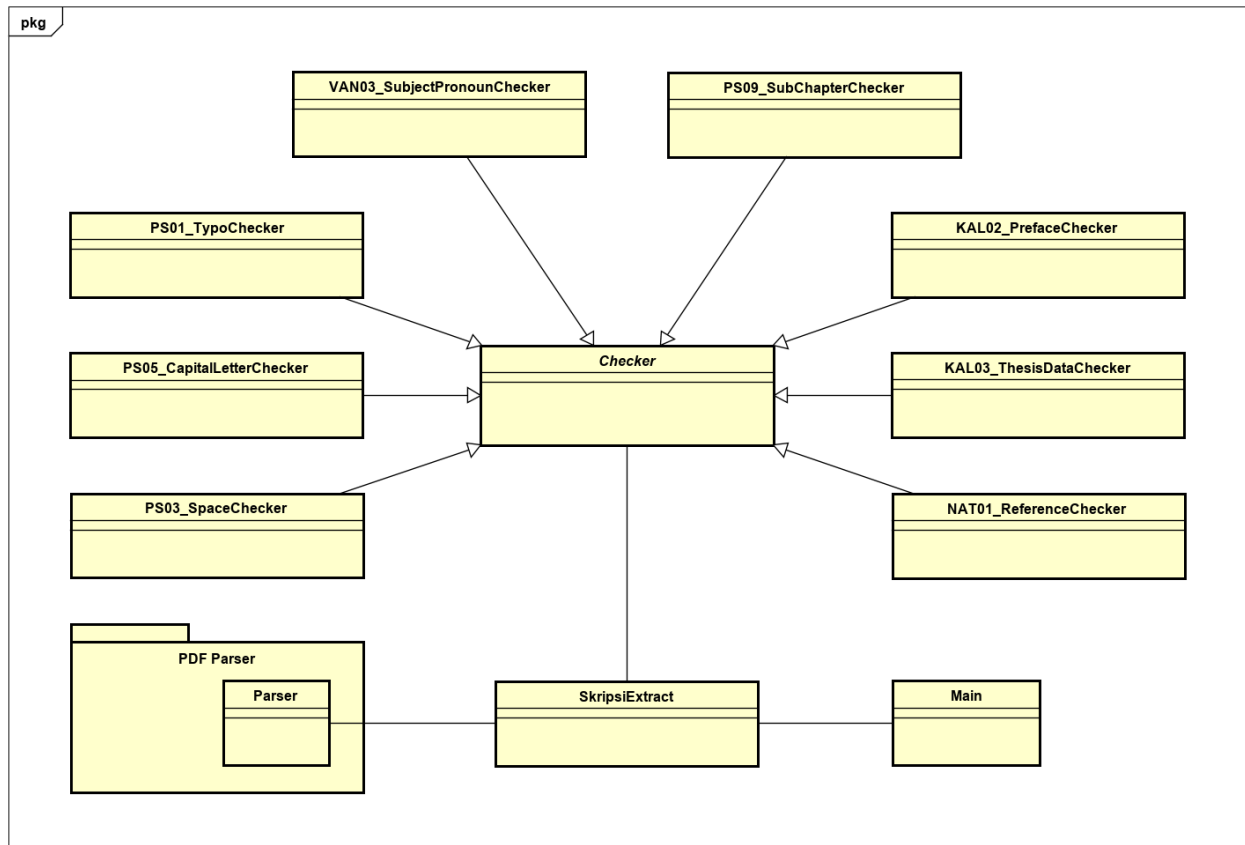 pkg
VAN03_SubjectPronounChecker
PS09_SubChapterChecker
PS01_TypoChecker
KAL02_PrefaceChecker
Checker
PS05_CapitalLetterChecker
KAL03_ThesisDataChecker
PS03_SpaceChecker
NAT01_ReferenceChecker
PDF Parser
Parser
SkripsiExtract
Main